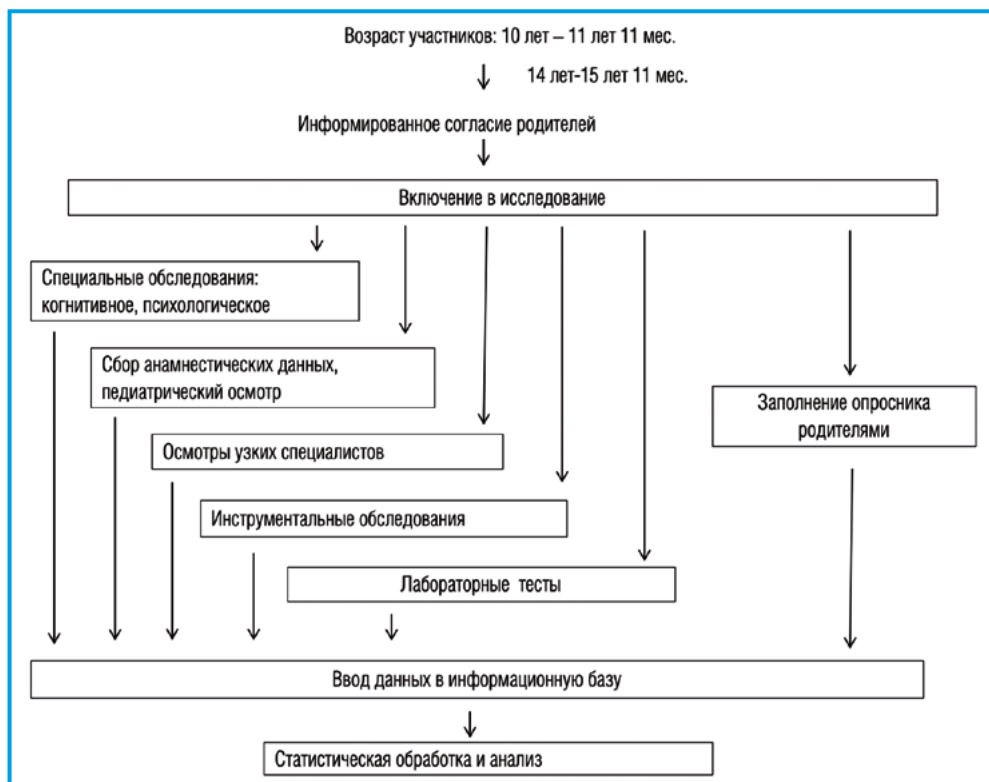 Возраст участников: 10 лет – 11 лет 11 мес.
14 лет-15 лет 11 мес.
Информированное согласие родителей
Включение в исследование
Специальные обследования:
когнитивное, психологическое
Сбор анамнестических данных,
педиатрический осмотр
Заполнение опросника
родителями
Осмотры узких специалистов
Инструментальные обследования
Лабораторные тесты
Ввод данных в информационную базу
Статистическая обработка и анализ